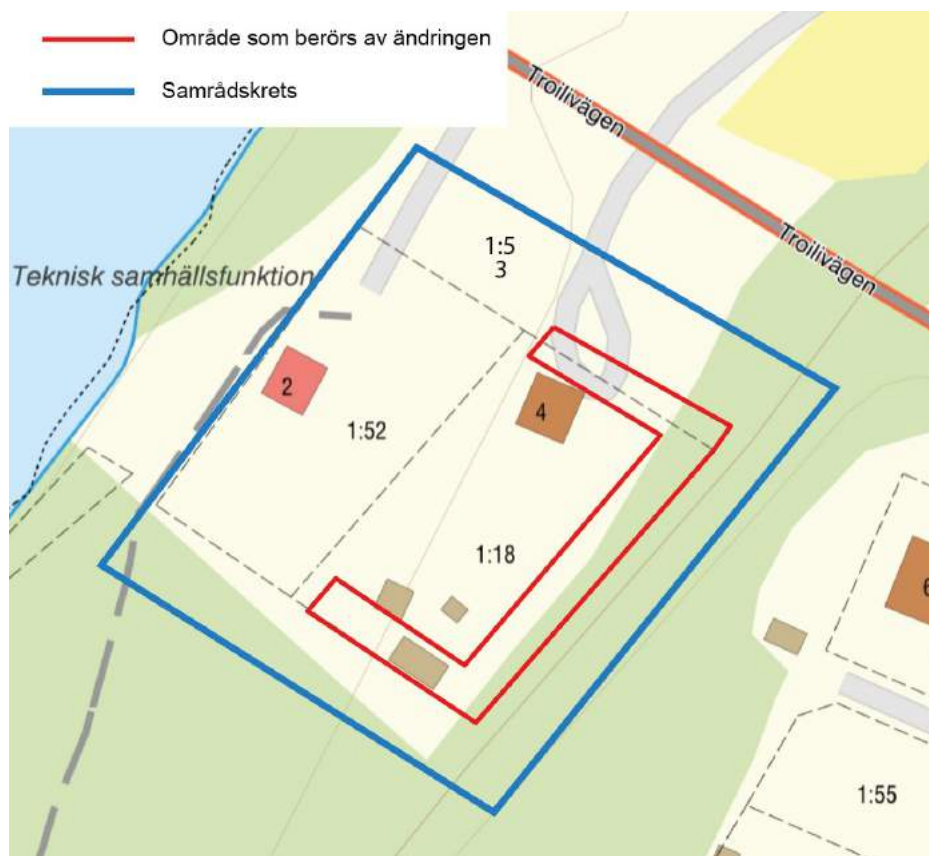 Område som berörs av ändringen
Samrådskrets
Troilivägen
Troilivägen
1:5
3
Teknisk samhällsfunktion
2
4
1:52
1:18
6
1:55